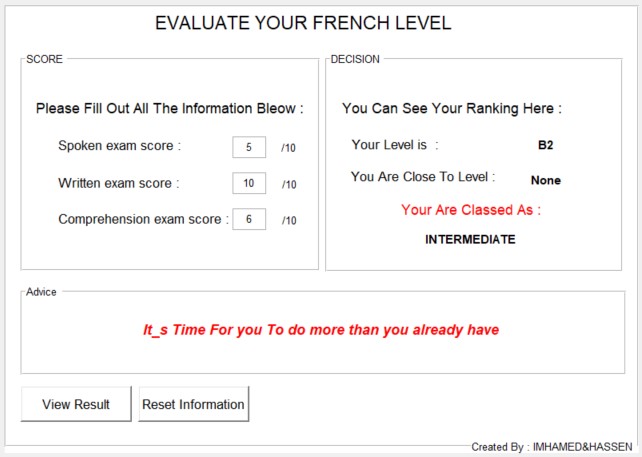 EVALUATE YOUR FRENCH LEVEL
SCORE
Please Fill Out All The Information Bleow :
Spoken exam score : 5 /10
Written exam score : 10 /10
Comprehension exam score : 6 /10
DECISION
You Can See Your Ranking Here :
Your Level is : B2
You Are Close To Level : None
Your Are Classed As :
INTERMEDIATE
Advice
It_s Time For you To do more than you already have
View Result
Reset Information
Created By : IMHAMED&HASSEN